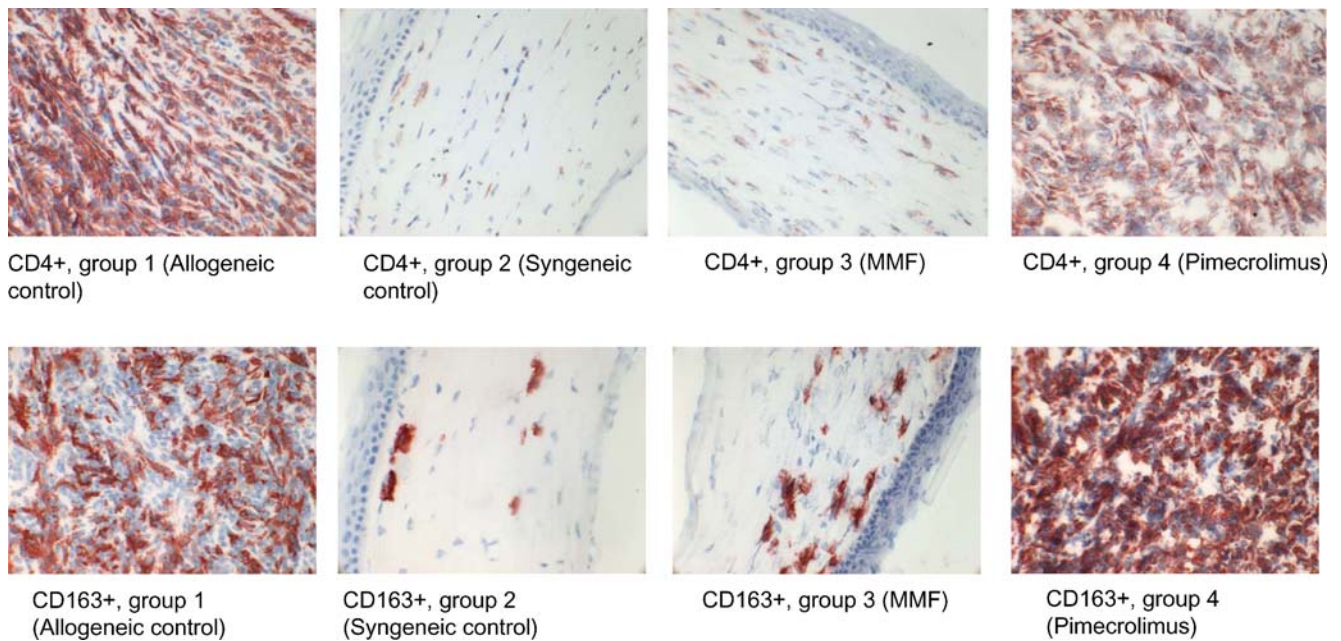 CD4+, group 1 (Allogeneic
control)
CD4+, group 2 (Syngeneic
control)
CD4+, group 3 (MMF)
CD4+, group 4 (Pimecrolimus)
CD163+, group 1
(Allogeneic control)
CD163+, group 2
(Syngeneic control)
CD163+, group 3 (MMF)
CD163+, group 4
(Pimecrolimus)